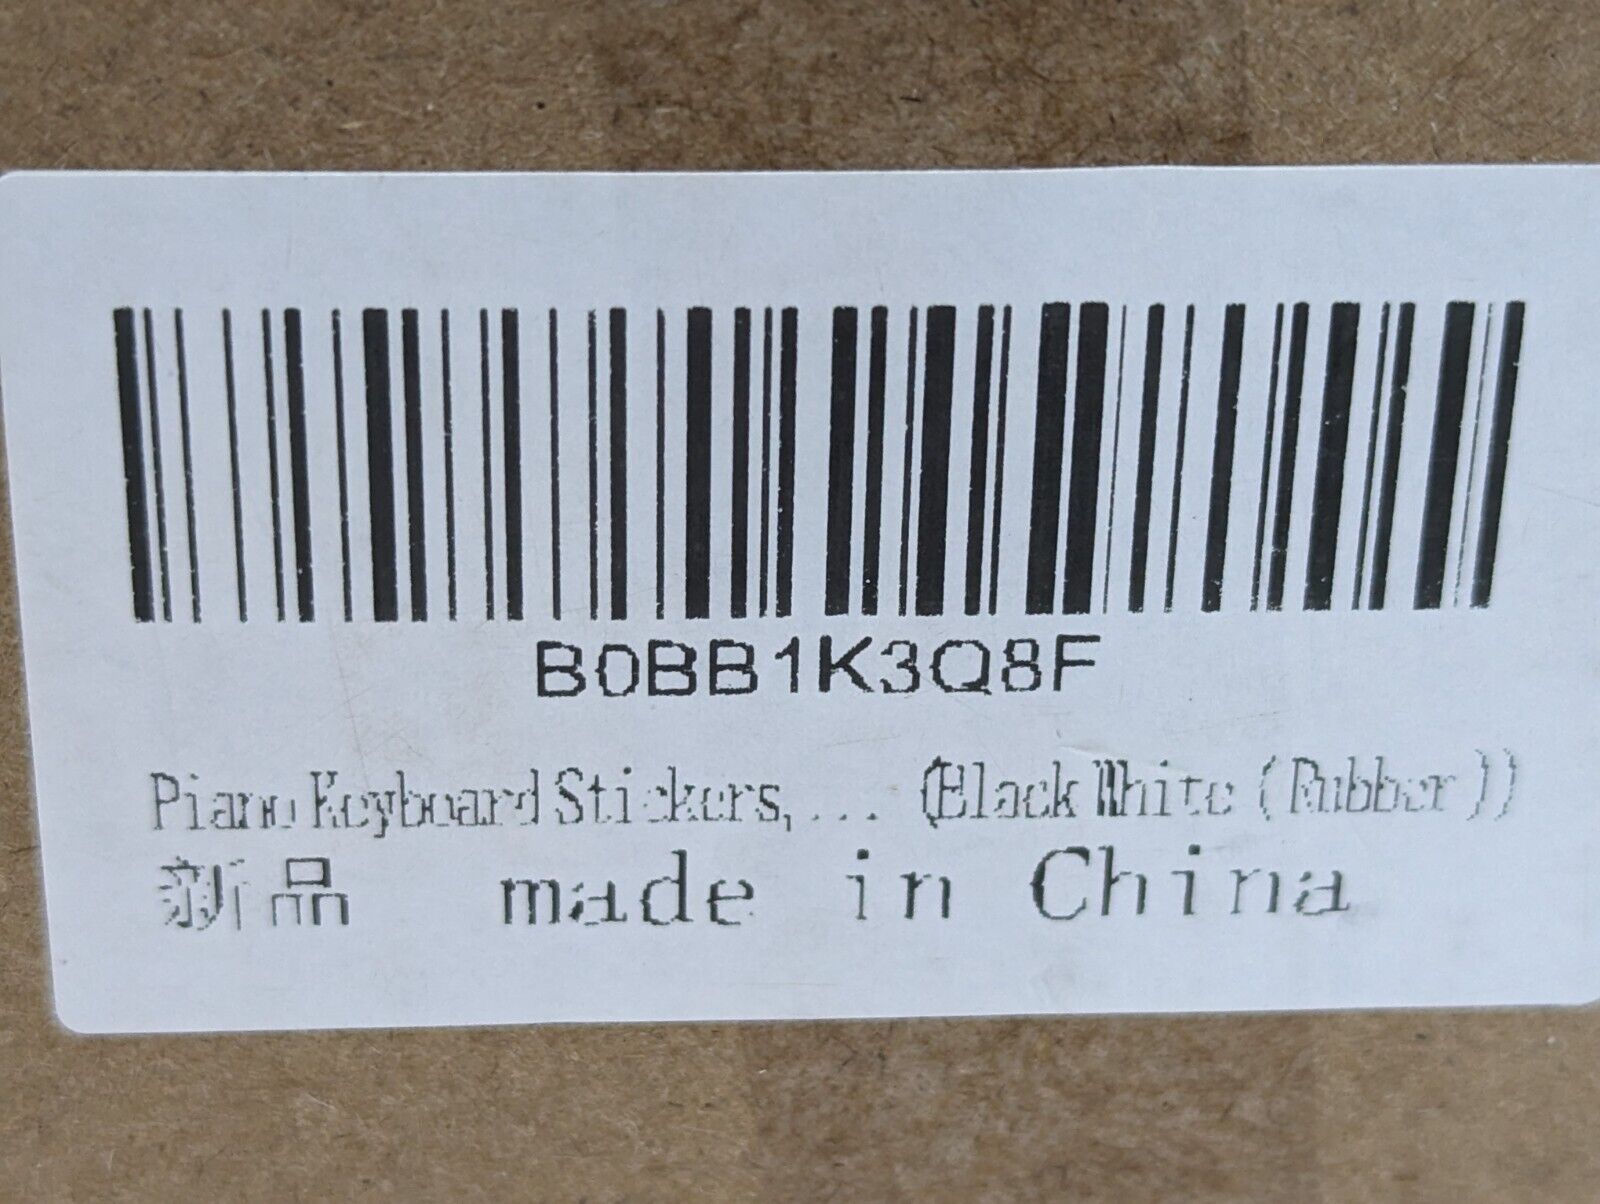 B0BB1K3Q8F
Piano Keyboard Stickers, ... (Black White (Rubber))
新品 made in China